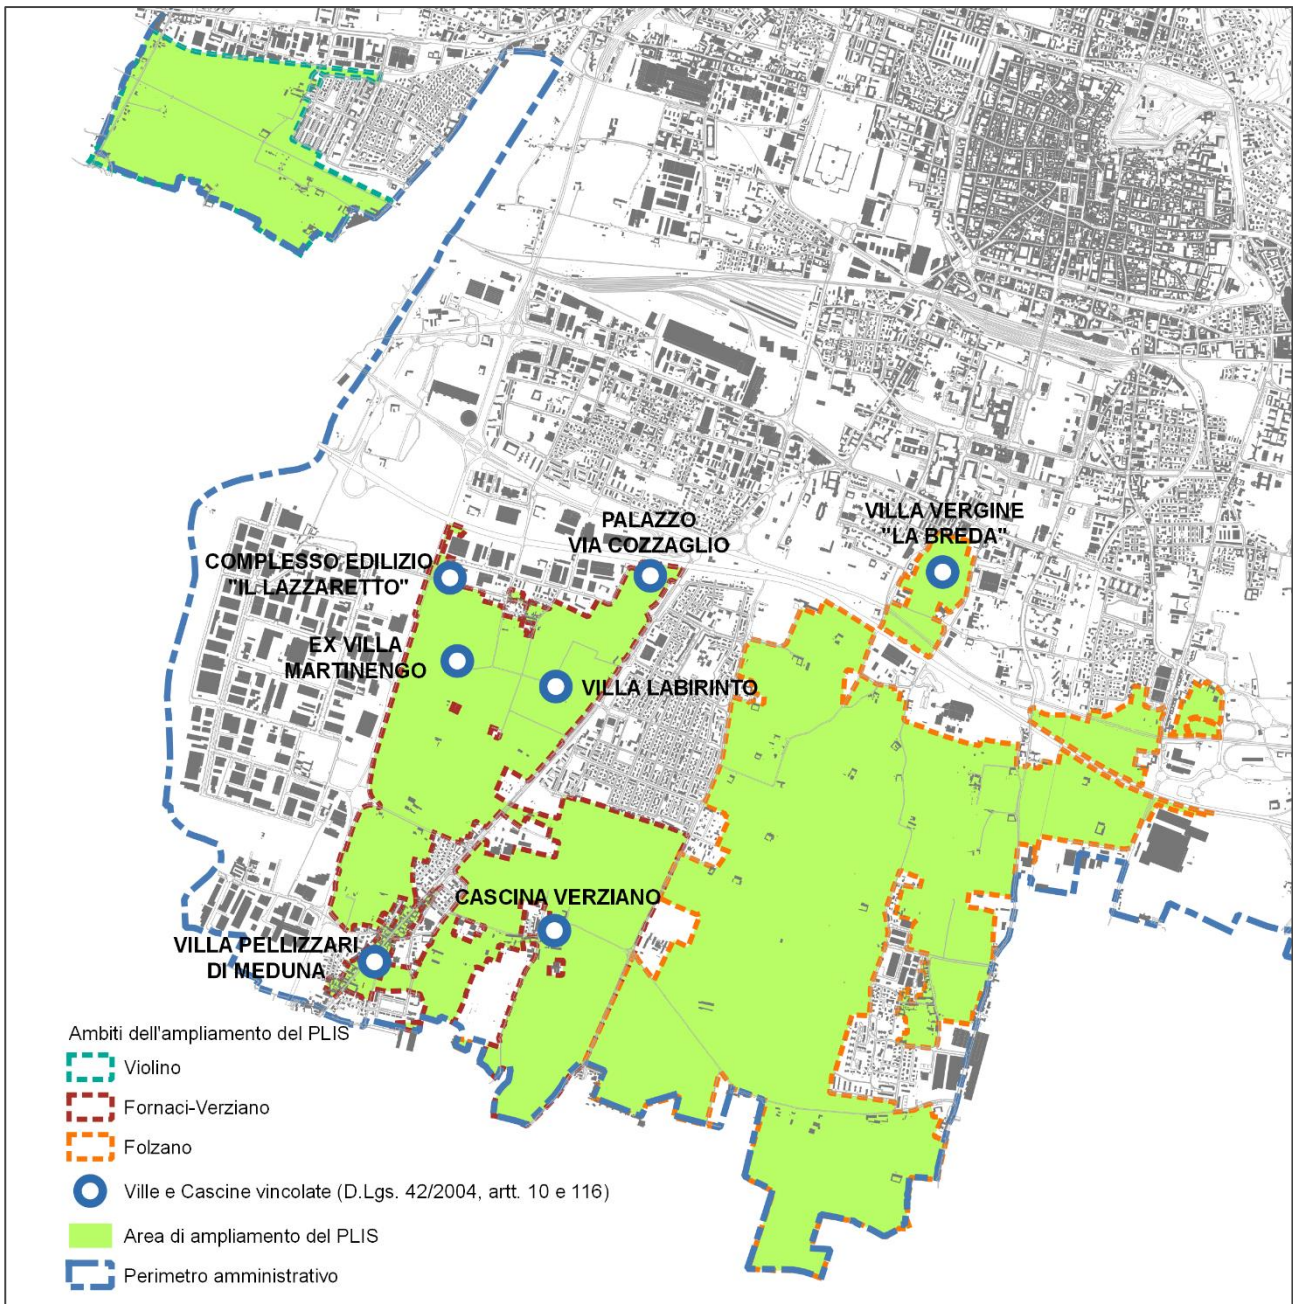 PALAZZO
VIA COZZAGLIO
VILLA VERGINE
"LA BREDA"
COMPLESSO EDILIZIO
"IL LAZZARETTO"
EX VILLA
MARTINENGO
VILLA LABIRINTO
CASCINA VERZIANO
VILLA PELLIZZARI
DI MEDUNA
Ambiti dell'ampliamento del PLIS
Violino
Fornaci-Verziano
Folzano
Ville e Cascine vincolate (D.Lgs. 42/2004, artt. 10 e 116)
Area di ampliamento del PLIS
Perimetro amministrativo